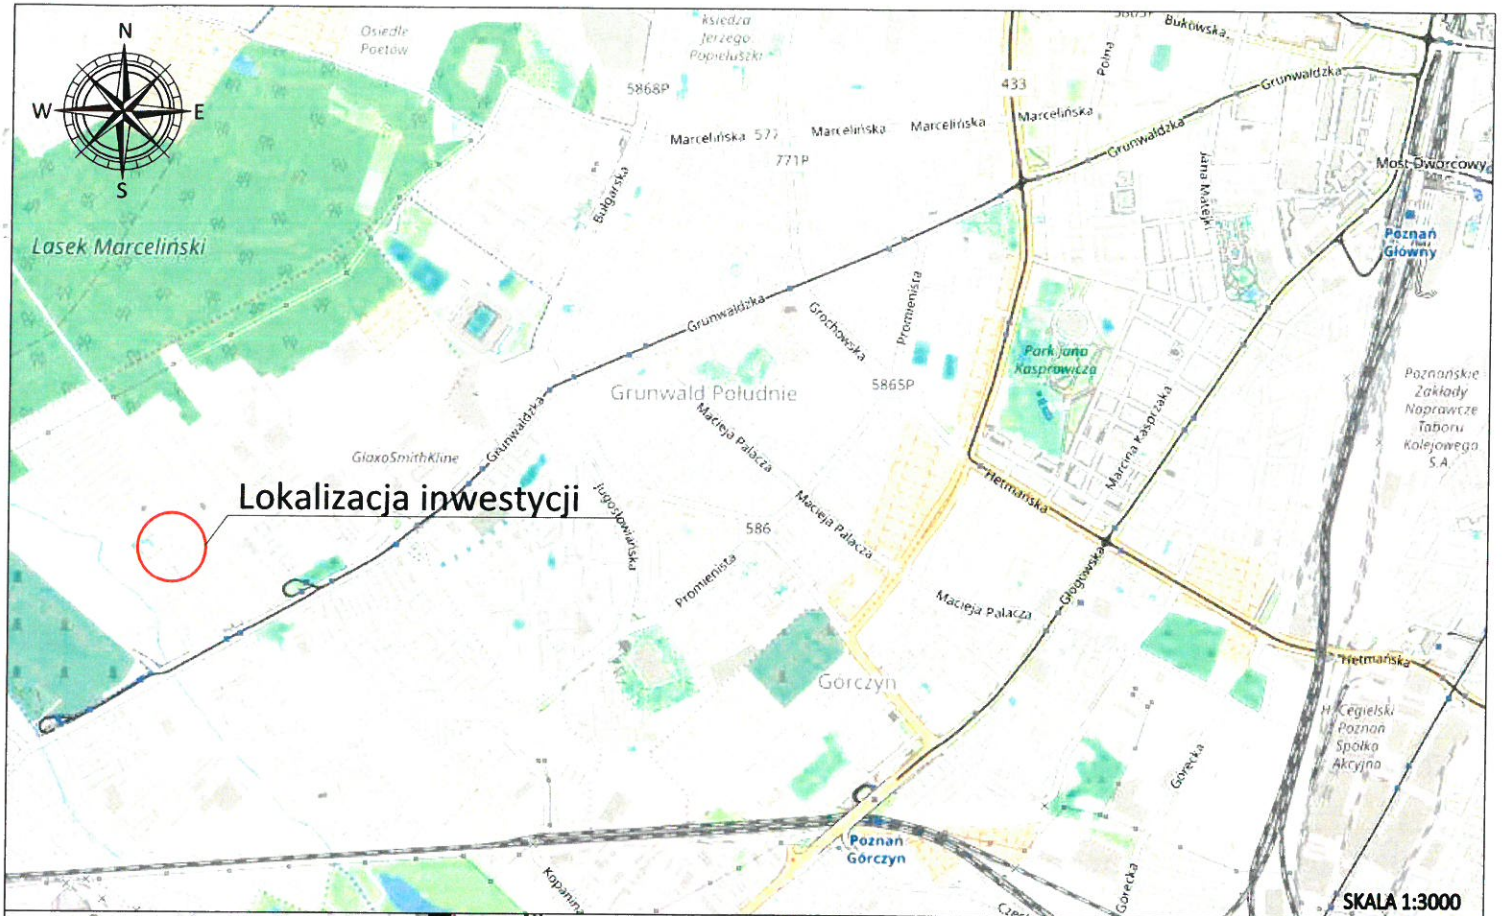 N
W
E
S
Osiedle
Poetów
księdza
Jerzego
Popiełuszki
5868P
433
Polna
Bukowska
Grunwaldzka
Marcelińska
577
Marcelińska
Marcelińska
Marcelińska
771P
Grunwaldzka
Jana Matejki
Most Dworcowy
Bułgarska
Poznań
Główny
Lasek Marceliński
Grunwaldzka
Grochowska
Promienista
Park Jana
Kasprowicza
5865P
Grunwald Południe
Poznańskie
Zakłady
Naprawcze
Taboru
Kolejowego
S.A.
Grunwaldzka
Macieja Palacza
Marcina Kasprzaka
GlaxoSmithKline
Hetmańska
Lokalizacja inwestycji
Jugosłowiańska
586
Macieja Palacza
Promienista
Głogowska
Macieja Palacza
Hetmańska
Górczyn
H. Cegielski
- Poznań
Spółka
Akcyjna
Górecka
Poznań
Górczyn
Kopanina
Górecka
SKALA 1:3000